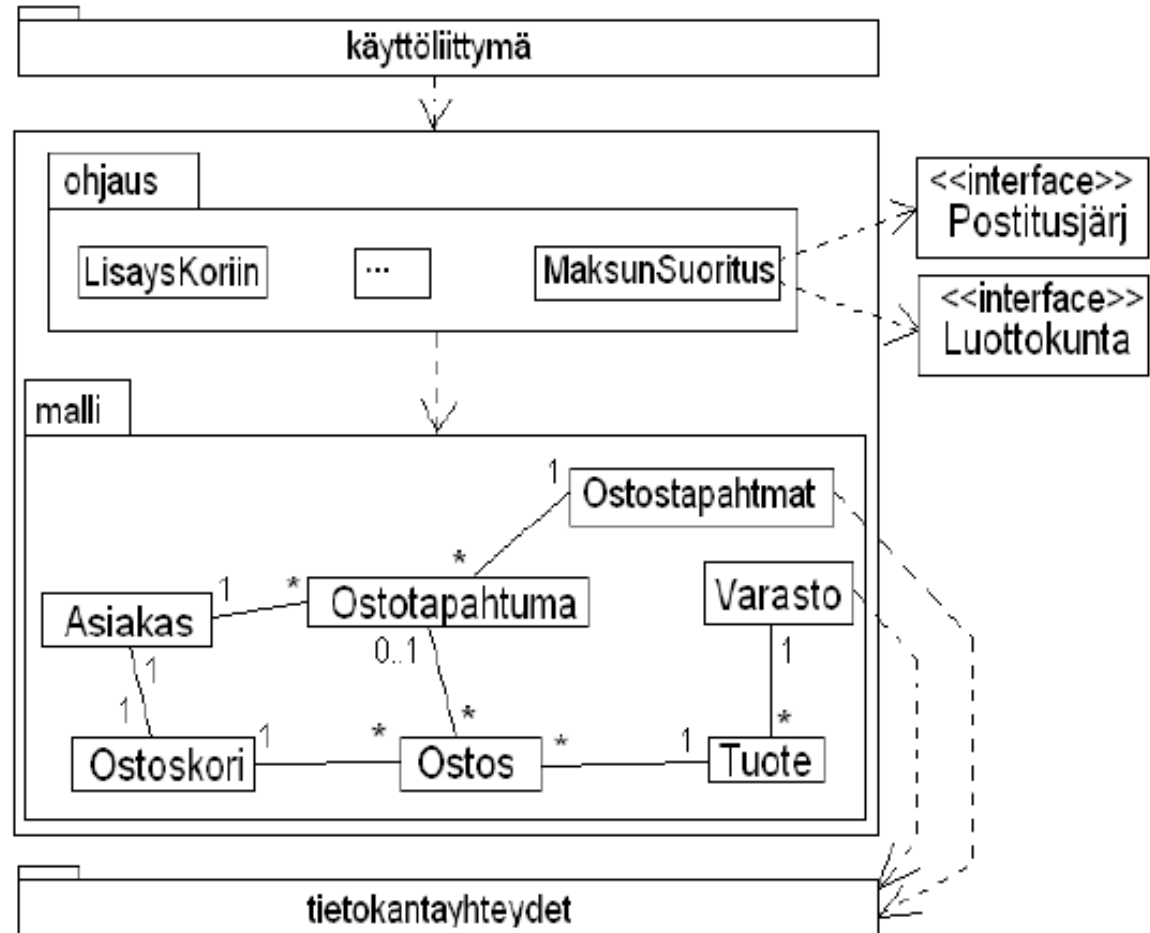 käyttöliittymä
ohjaus
LisaysKoriin
...
MaksunSuoritus
<<interface>>
Postitusjärj
<<interface>>
Luottokunta
malli
1
Ostostapahtmat
*
Asiakas
1
*
Ostotapahtuma
Varasto
0..1
1
1
1
*
*
Ostoskori
1
*
Ostos
*
1
Tuote
tietokantayhteydet